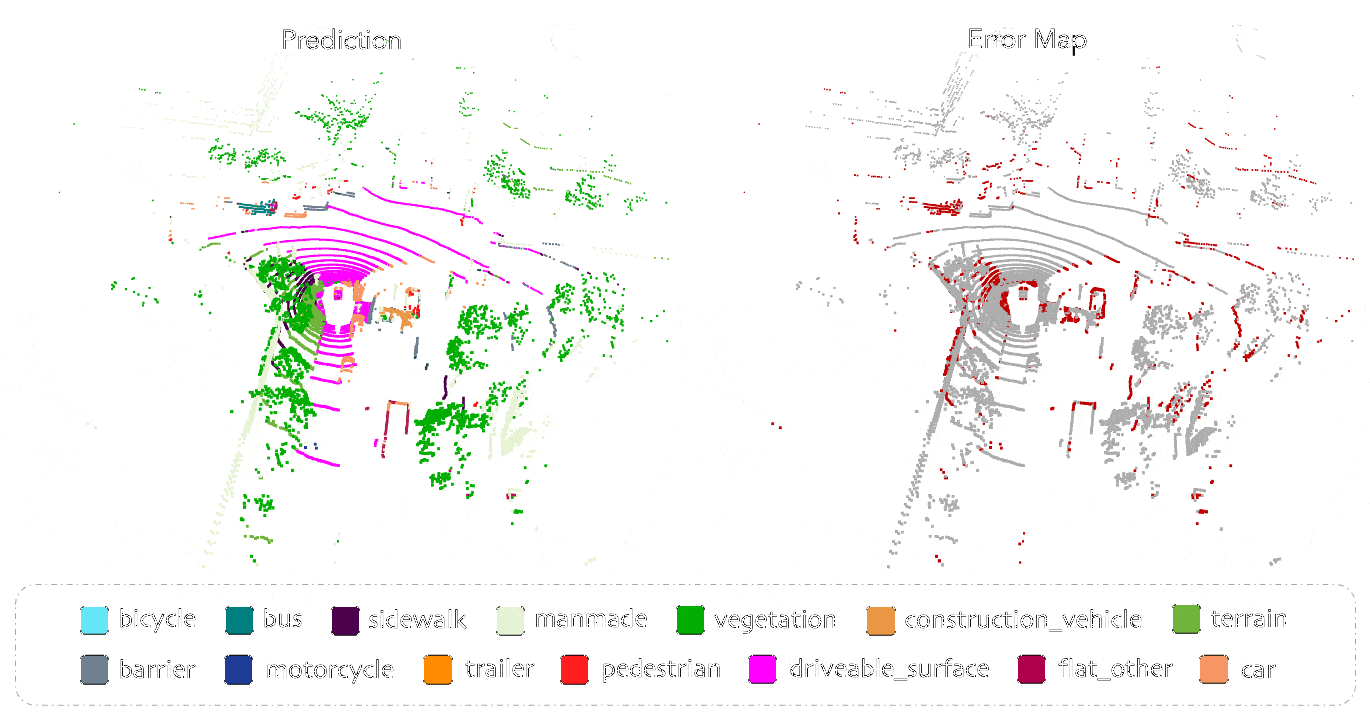 Prediction
Error Map
bicycle bus sidewalk manmade vegetation construction_vehicle terrain
barrier motorcycle trailer pedestrian driveable_surface flat_other car